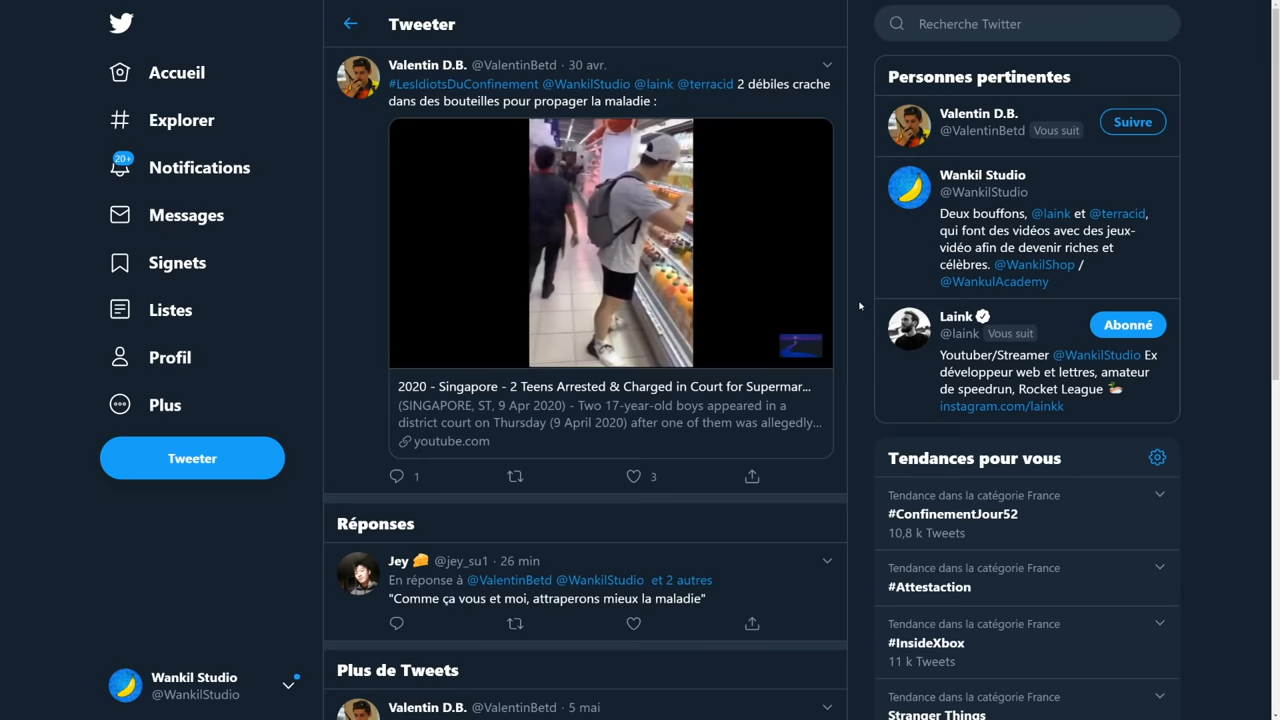 Accueil
Explorer
20+
Notifications
Messages
Signets
Listes
Profil
Plus
Tweeter
Wankil Studio
@WankilStudio
Tweeter
Valentin D.B. @ValentinBetd · 30 avr.
#LesIdiotsDuConfinement @WankilStudio @laink @terracid 2 débiles crache
dans des bouteilles pour propager la maladie :
2020 - Singapore - 2 Teens Arrested & Charged in Court for Supermar...
(SINGAPORE, ST, 9 Apr 2020) - Two 17-year-old boys appeared in a
district court on Thursday (9 April 2020) after one of them was allegedly...
youtube.com
1
3
Réponses
Jey 🧀 @jey_su1 · 26 min
En réponse à @ValentinBetd @WankilStudio et 2 autres
"Comme ça vous et moi, attraperons mieux la maladie"
Plus de Tweets
Valentin D.B. @ValentinBetd · 5 mai
Recherche Twitter
Personnes pertinentes
Valentin D.B.
@ValentinBetd Vous suit
Suivre
Wankil Studio
@WankilStudio
Deux bouffons, @laink et @terracid,
qui font des vidéos avec des jeux-
vidéo afin de devenir riches et
célèbres. @WankilShop /
@WankulAcademy
Laink
@laink Vous suit
Abonné
Youtuber/Streamer @WankilStudio Ex
développeur web et lettres, amateur
de speedrun, Rocket League 🦆
instagram.com/lainkk
Tendances pour vous
Tendance dans la catégorie France
#ConfinementJour52
10,8 k Tweets
Tendance dans la catégorie France
#Attestaction
Tendance dans la catégorie France
#InsideXbox
11 k Tweets
Tendance dans la catégorie France
Stranger Things